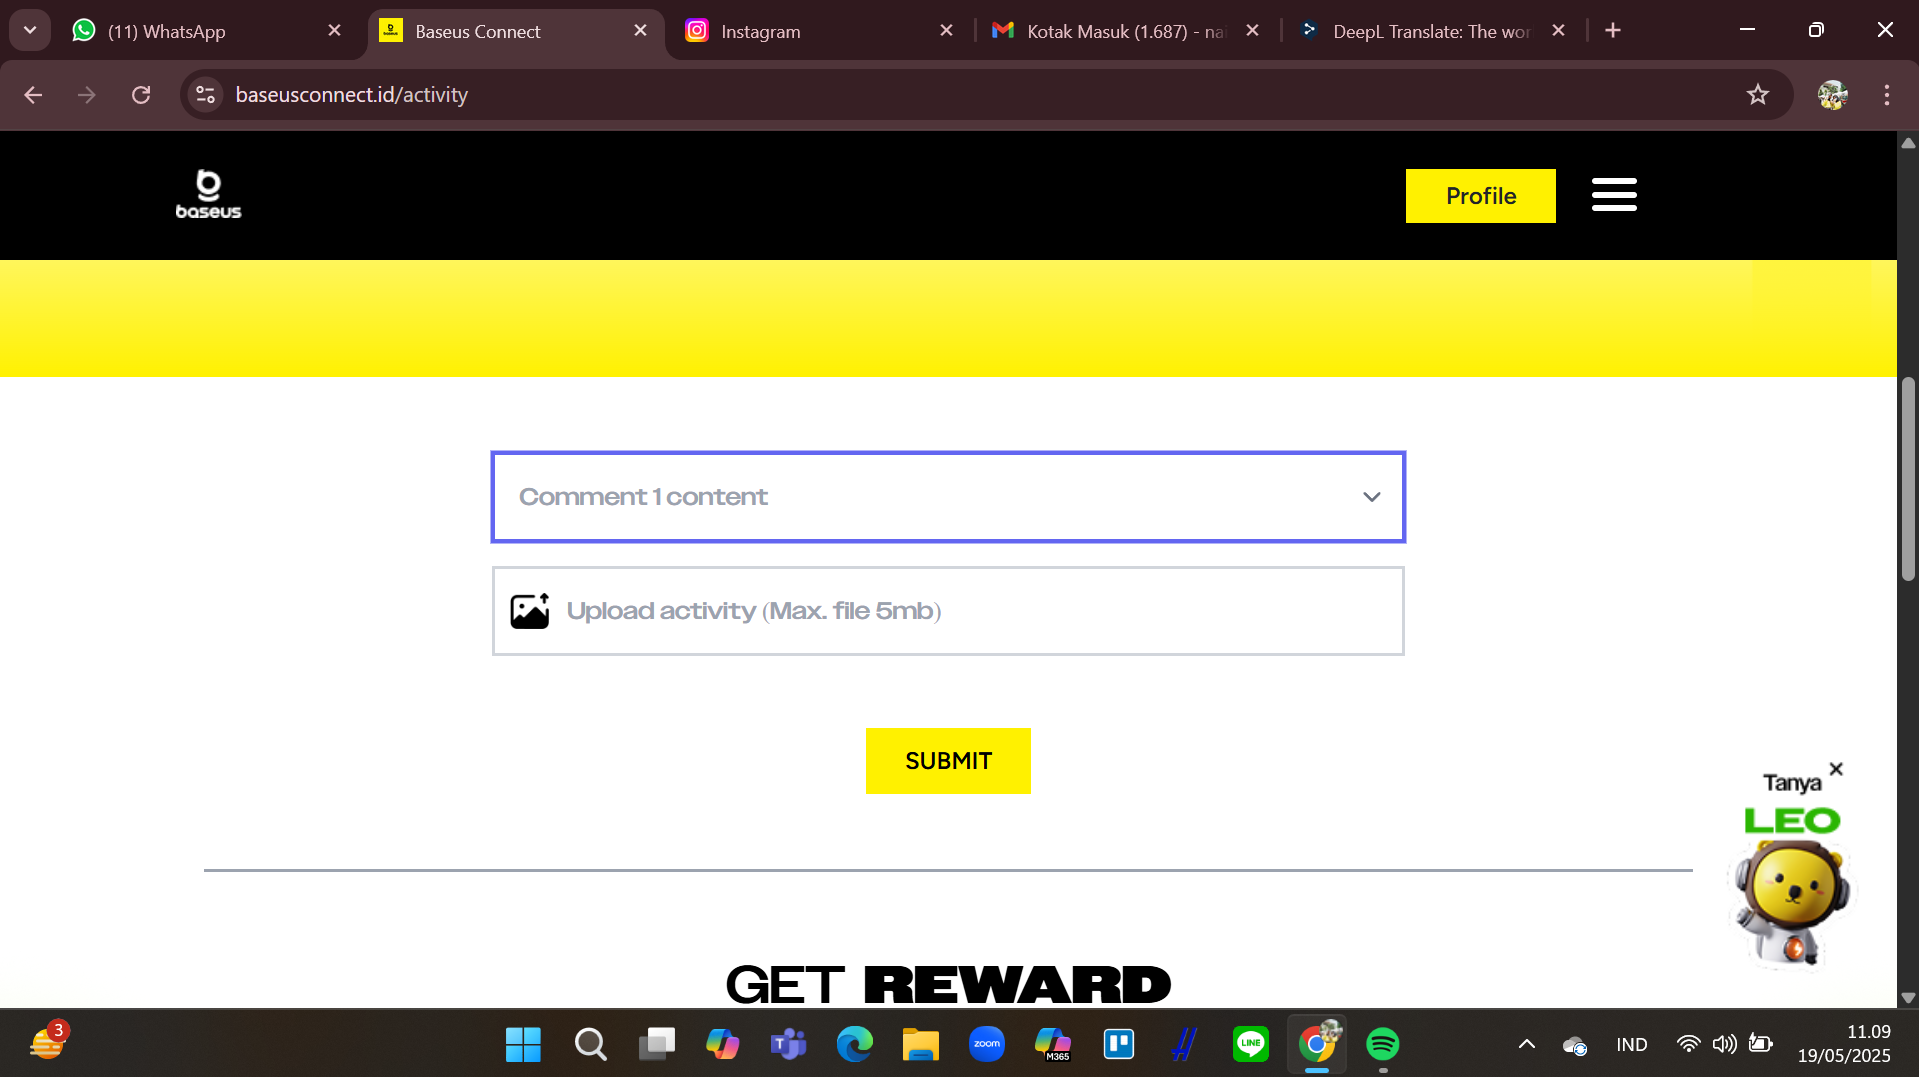 (11) WhatsApp
Baseus Connect
Instagram
Kotak Masuk (1.687) - nai
DeepL Translate: The wor
baseusconnect.id/activity
baseus
Profile
Comment 1 content
Upload activity (Max. file 5mb)
SUBMIT
Tanya
LEO
GET REWARD
3
zoom
M365
LINE
IND
11.09
19/05/2025